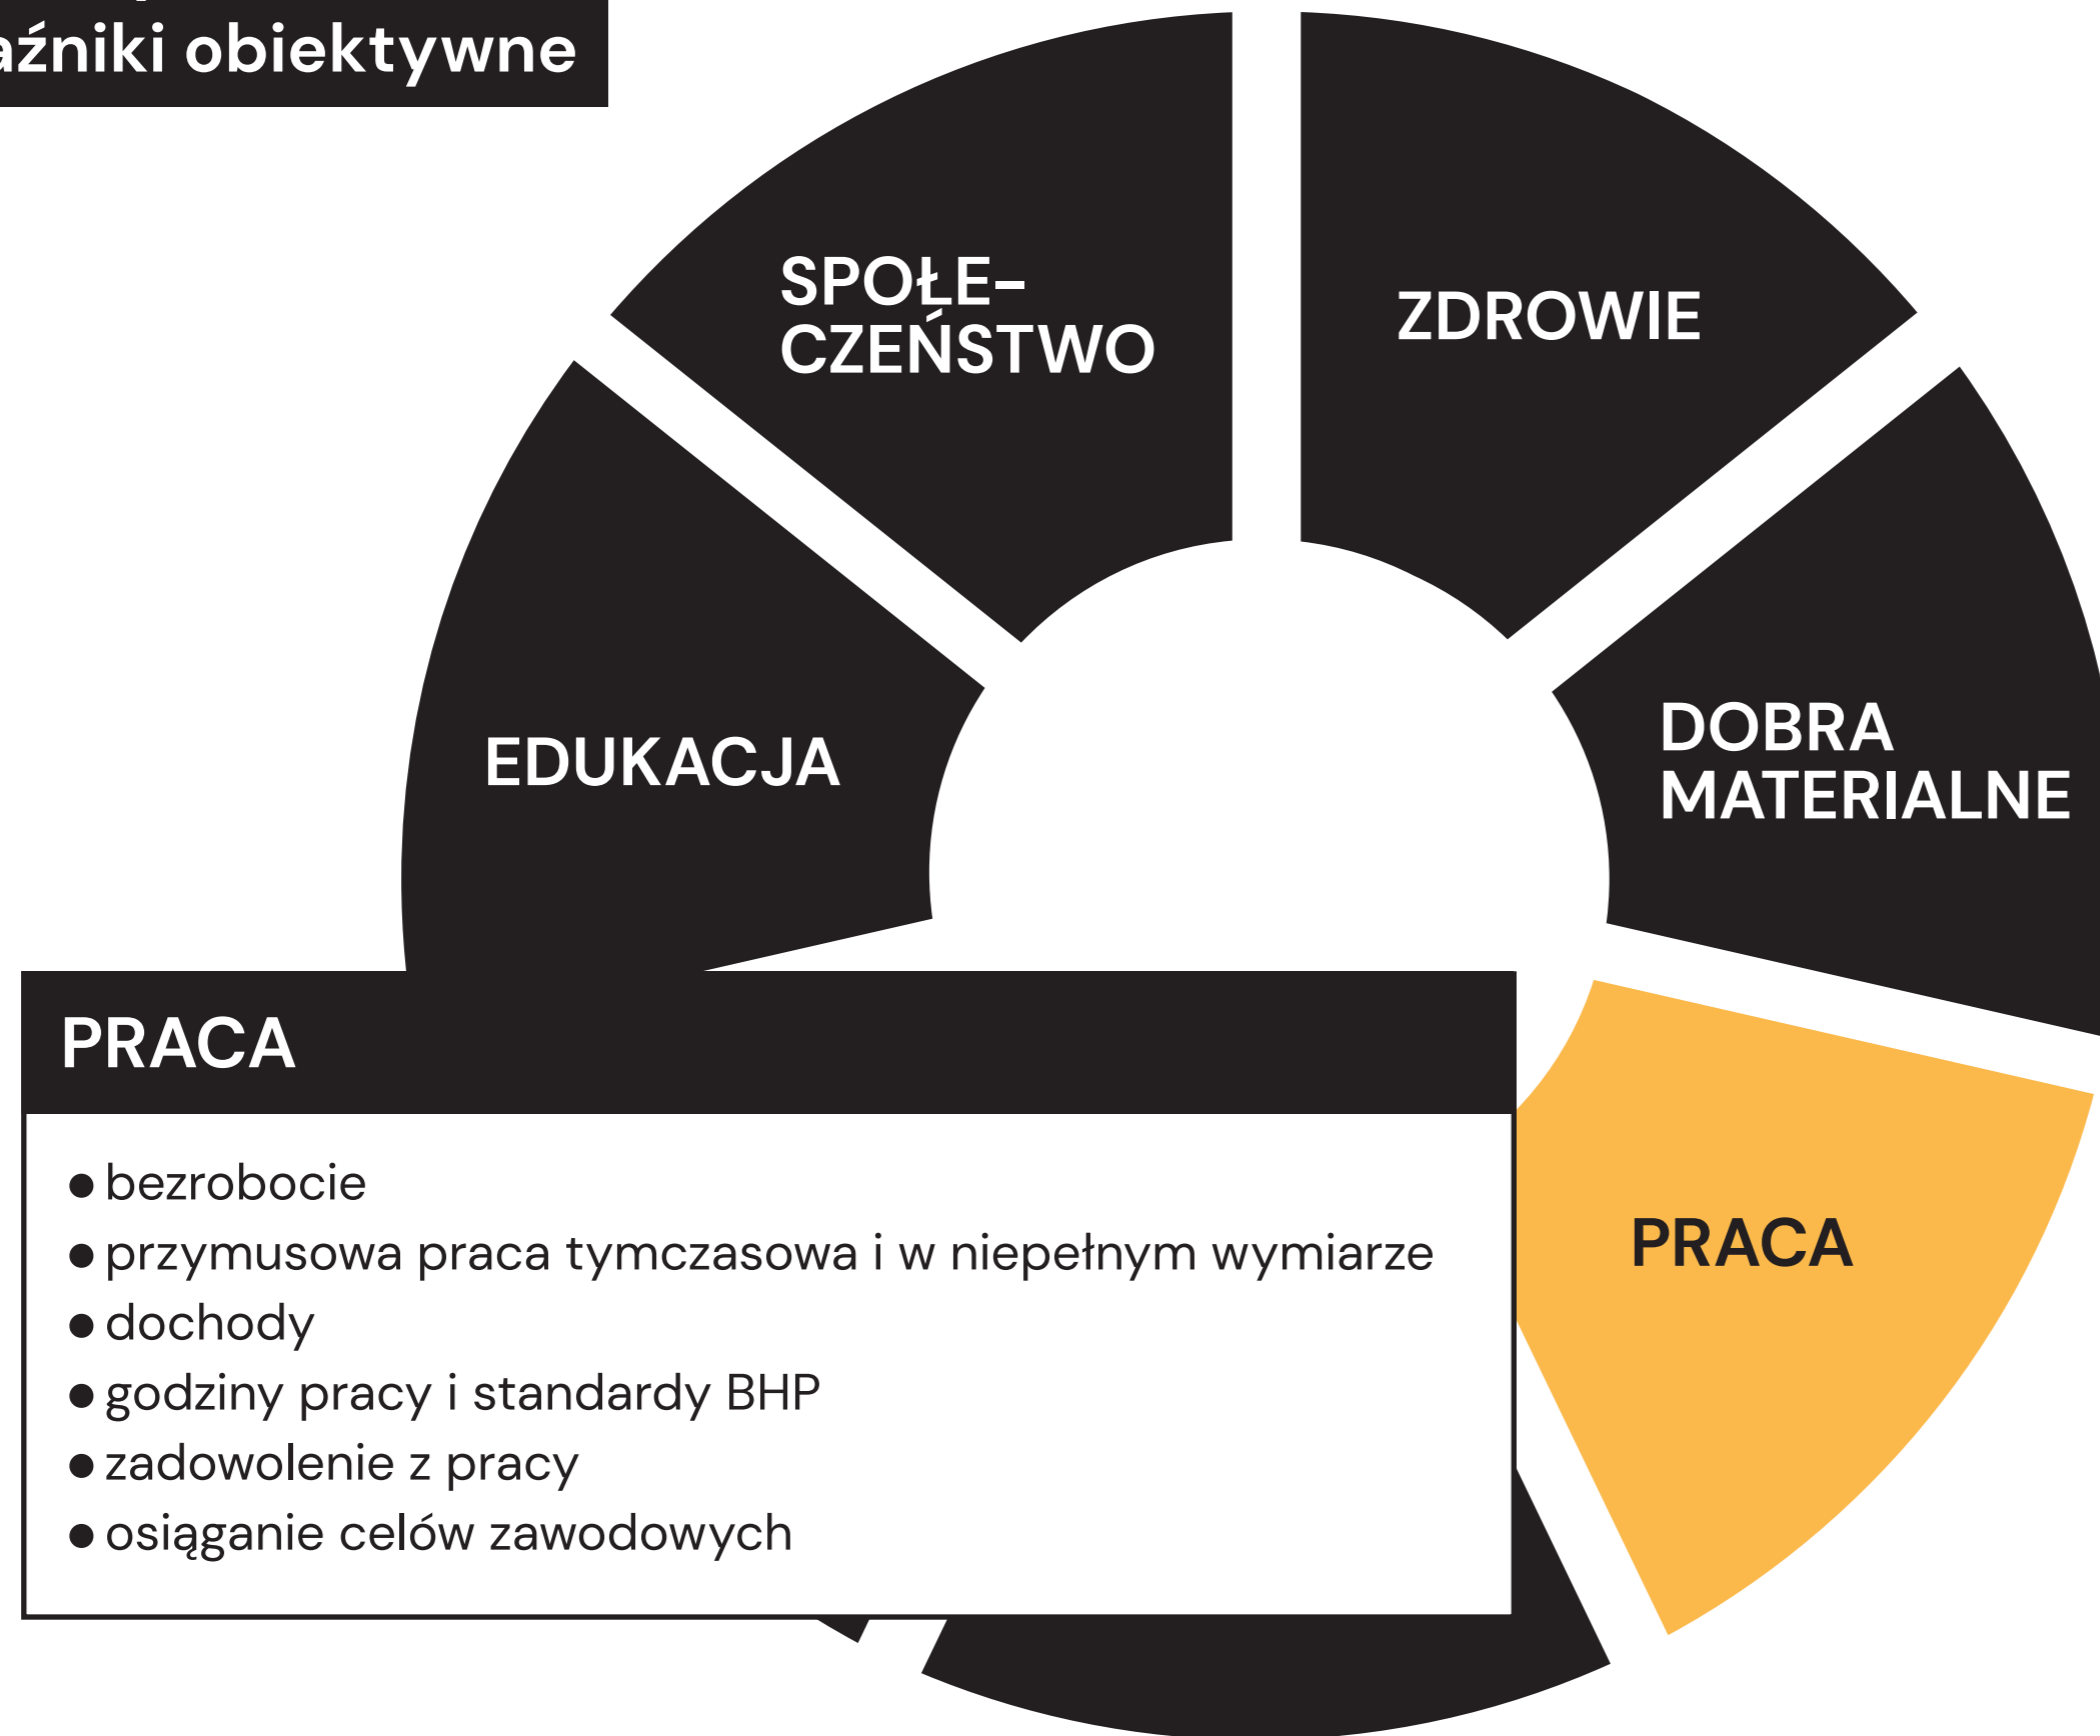 obiektywne
SPOŁE-
CZEŃSTWO
ZDROWIE
EDUKACJA
DOBRA
MATERIALNE
PRACA
● bezrobocie
● przymusowa praca tymczasowa i w niepełnym wymiarze
● dochody
● godziny pracy i standardy BHP
● zadowolenie z pracy
● osiąganie celów zawodowych
PRACA